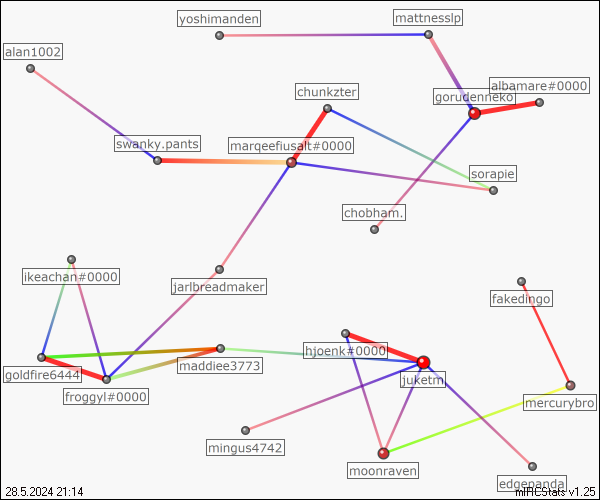 yoshimanden
mattnesslp
alan1002
chunkzter
albamare#0000
gorudenneko
swanky.pants
marqeefiusalt#0000
sorapie
chobham.
ikeachan#0000
jarlbreadmaker
fakedingo
hjoenk#0000
maddiee3773
goldfire6444
juketm
froggyl#0000
mercurybro
mingus4742
moonraven
edgepanda
28.5.2024 21:14
mIRCStats v1.25